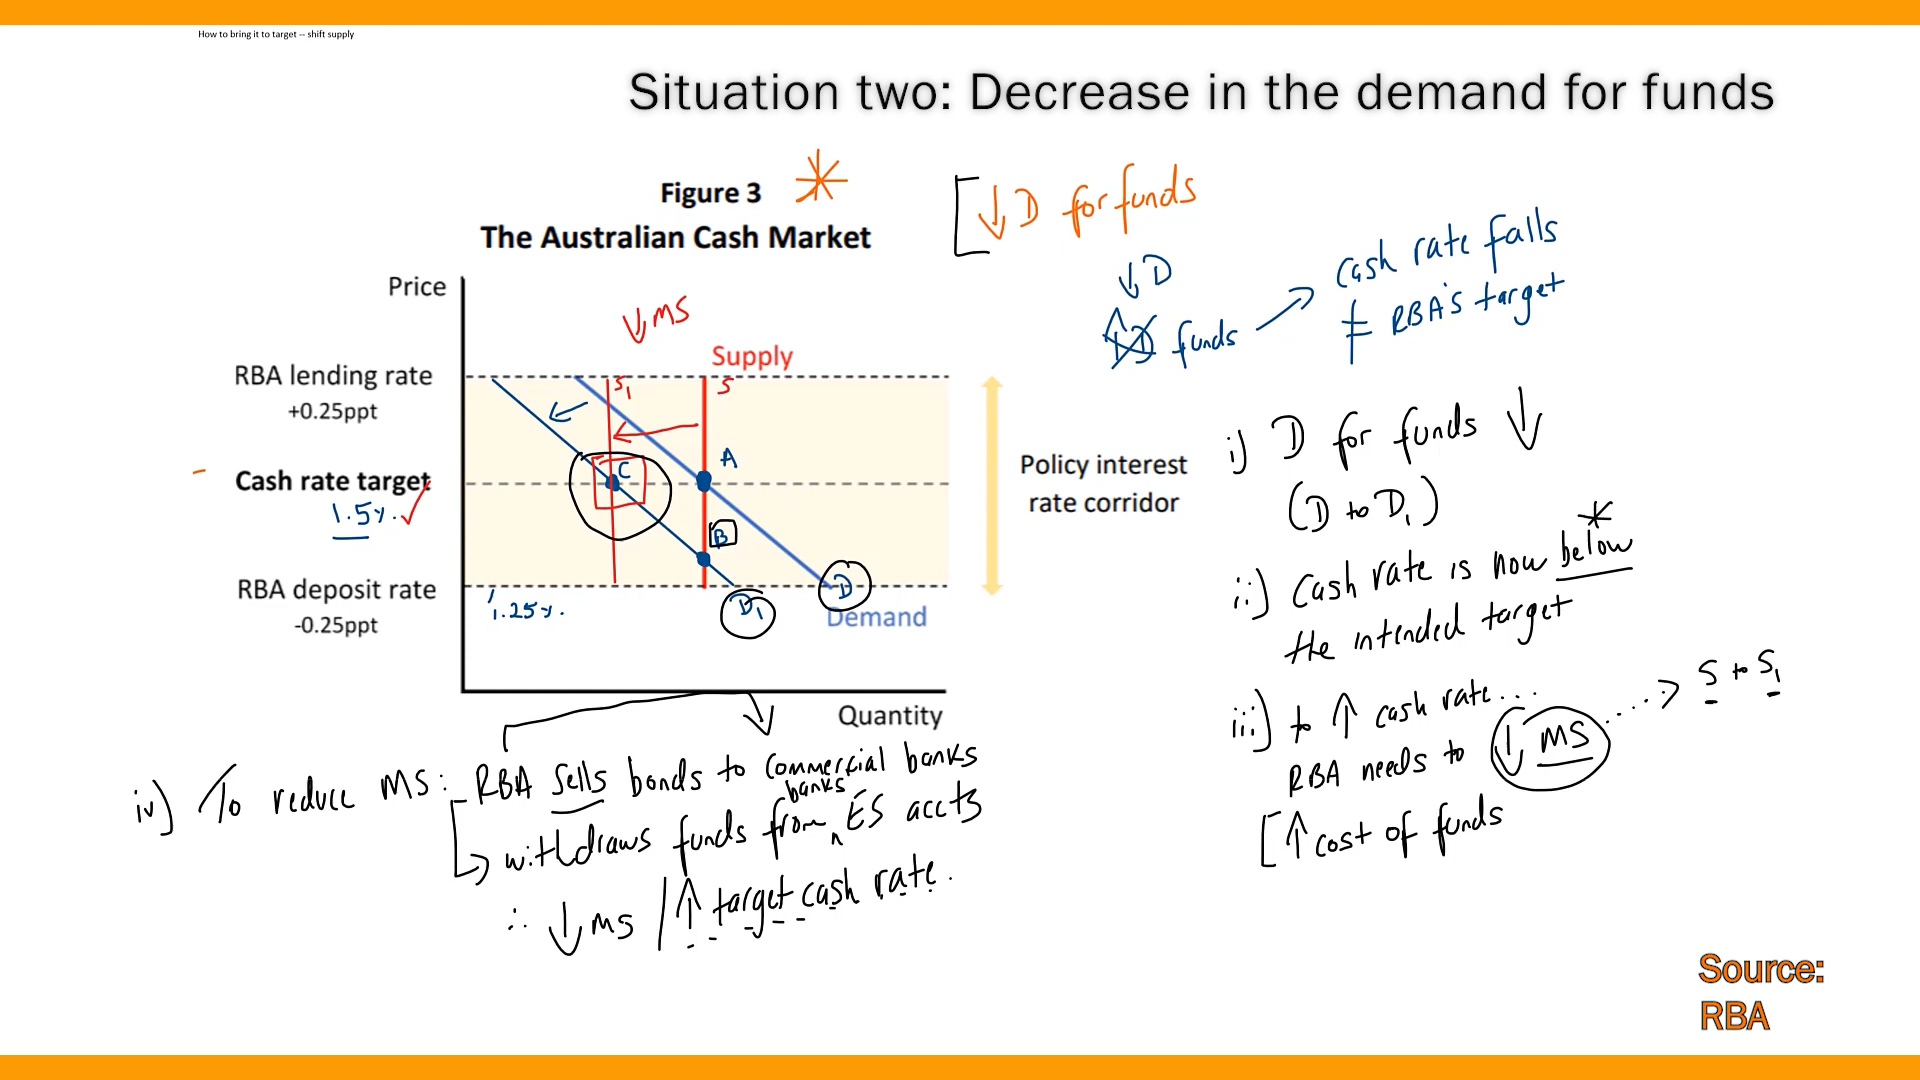 How to bring it to target -- shift supply
Situation two: Decrease in the demand for funds
Figure 3
The Australian Cash Market
Price
↓MS
Supply
RBA lending rate
+0.25ppt
S1
S
A
C
Cash rate target
1.5%.
B
RBA deposit rate
-0.25ppt
1.25%.
D1
D
Demand
Quantity
Policy interest
rate corridor
↓ D for funds
↓D
funds
cash rate falls
≠ RBA's target
i) D for funds ↓
(D to D1)
ii) Cash rate is now below
the intended target
iii) to ↑ cash rate...
RBA needs to ↓ MS
S to S1
[↑ cost of funds
iv) To reduce MS: RBA sells bonds to commercial banks
withdraws funds from banks' ES accts
∴ ↓MS / ↑ target cash rate.
Source:
RBA